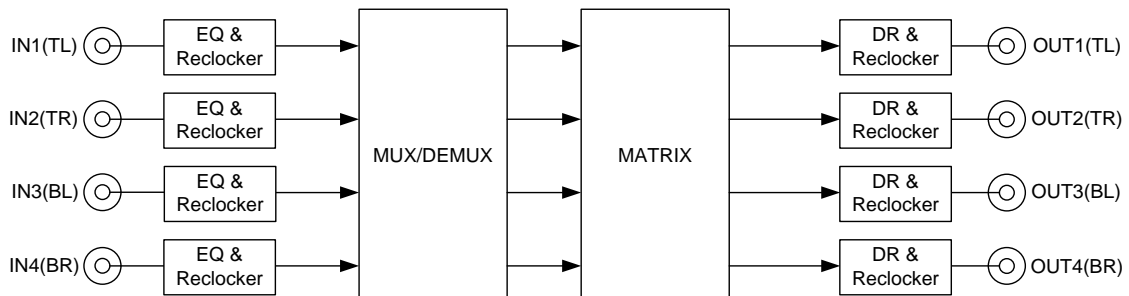 IN1(TL)
EQ &
Reclocker
DR &
Reclocker
OUT1(TL)
IN2(TR)
EQ &
Reclocker
DR &
Reclocker
OUT2(TR)
MUX/DEMUX
MATRIX
IN3(BL)
EQ &
Reclocker
DR &
Reclocker
OUT3(BL)
IN4(BR)
EQ &
Reclocker
DR &
Reclocker
OUT4(BR)